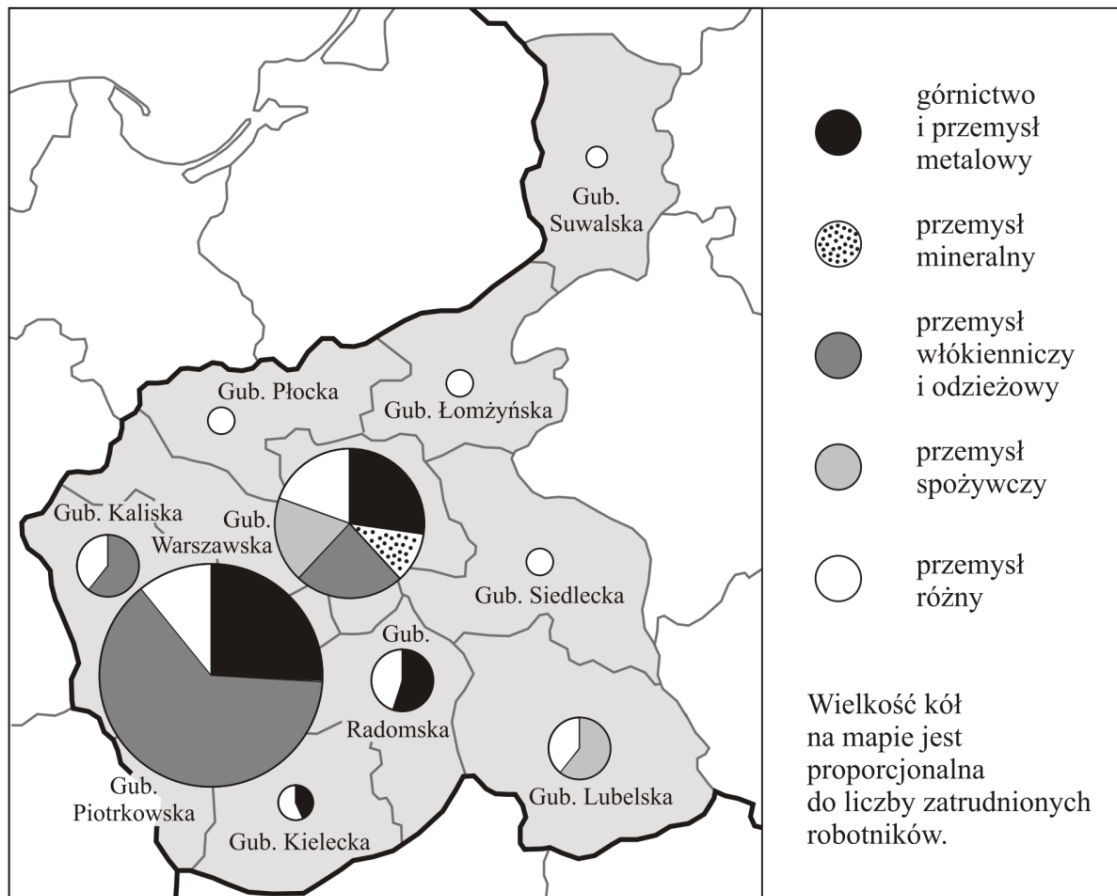 Gub.
Suwalska
Gub. Płocka
Gub. Łomżyńska
Gub. Kaliska
Gub.
Warszawska
Gub. Siedlecka
Gub.
Radomska
Gub.
Piotrkowska
Gub. Kielecka
Gub. Lubelska
górnictwo
i przemysł
metalowy
przemysł
mineralny
przemysł
włókienniczy
i odzieżowy
przemysł
spożywczy
przemysł
różny
Wielkość kół
na mapie jest
proporcjonalna
do liczby zatrudnionych
robotników.